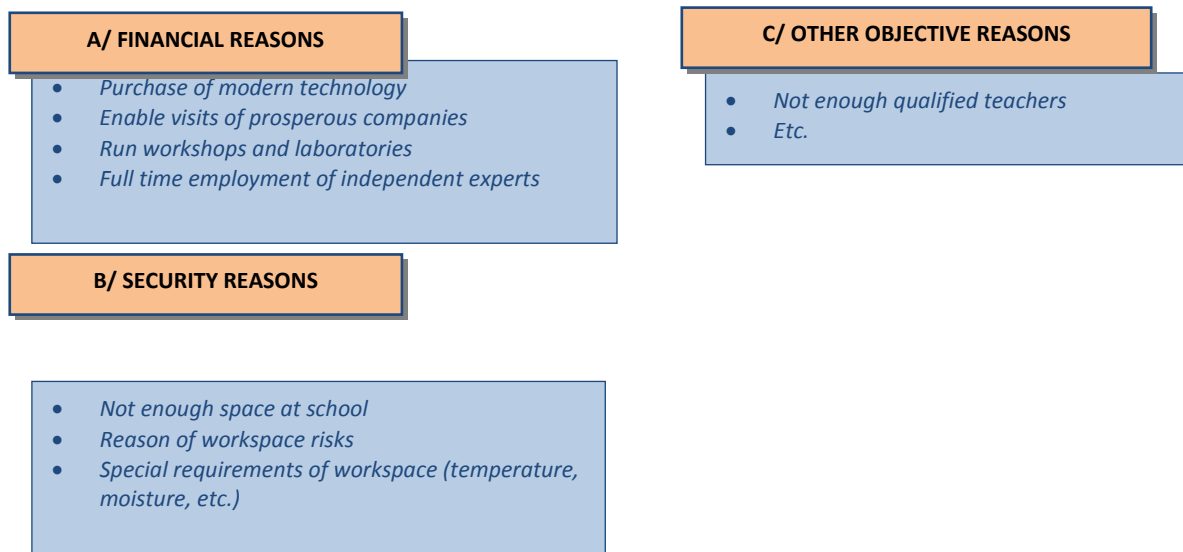 A/ FINANCIAL REASONS
• Purchase of modern technology
• Enable visits of prosperous companies
• Run workshops and laboratories
• Full time employment of independent experts
B/ SECURITY REASONS
• Not enough space at school
• Reason of workspace risks
• Special requirements of workspace (temperature,
moisture, etc.)
C/ OTHER OBJECTIVE REASONS
• Not enough qualified teachers
• Etc.